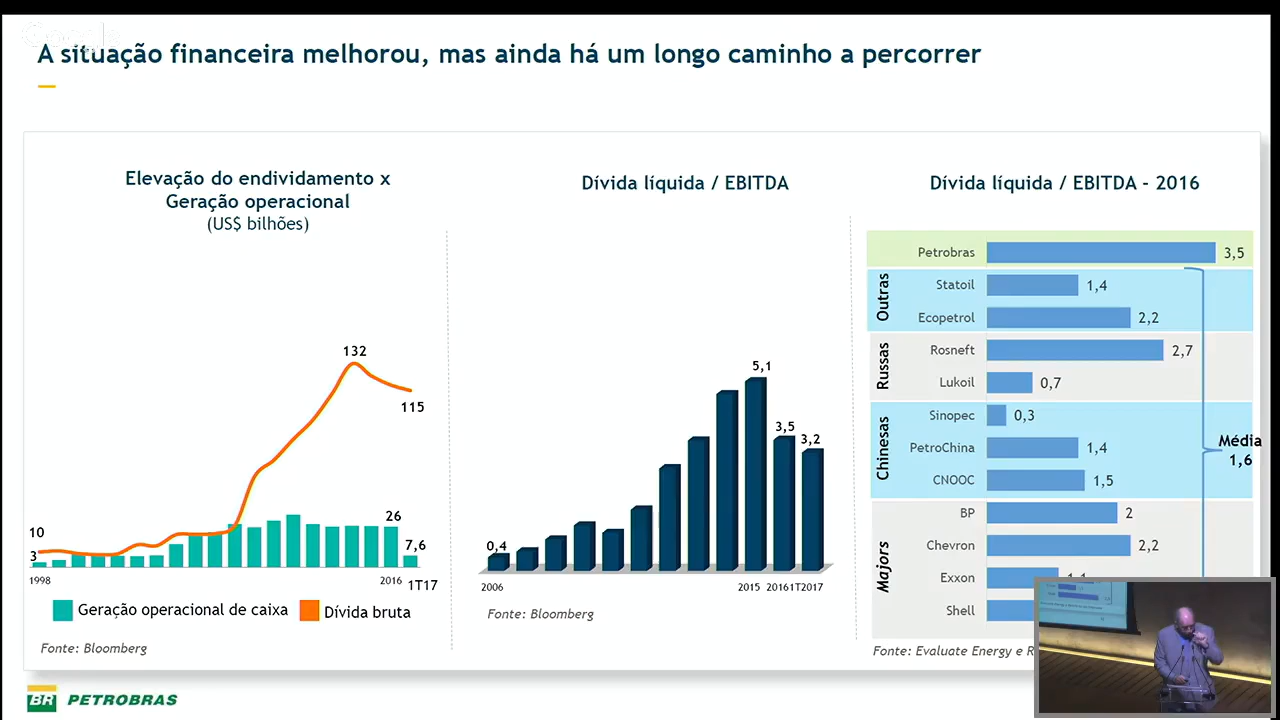 A situação financeira melhorou, mas ainda há um longo caminho a percorrer
Elevação do endividamento x
Geração operacional
(US$ bilhões)
132
115
10
3
26
7,6
1998
2016
1T17
Geração operacional de caixa
Dívida bruta
Fonte: Bloomberg
Dívida líquida / EBITDA
5,1
3,5
3,2
0,4
2006
2015
2016
1T2017
Fonte: Bloomberg
Dívida líquida / EBITDA - 2016
Petrobras 3,5
Outras
Statoil 1,4
Ecopetrol 2,2
Russas
Rosneft 2,7
Lukoil 0,7
Chinesas
Sinopec 0,3
PetroChina 1,4
CNOOC 1,5
Média
1,6
Majors
BP 2
Chevron 2,2
Exxon
Shell
Fonte: Evaluate Energy e
BR PETROBRAS